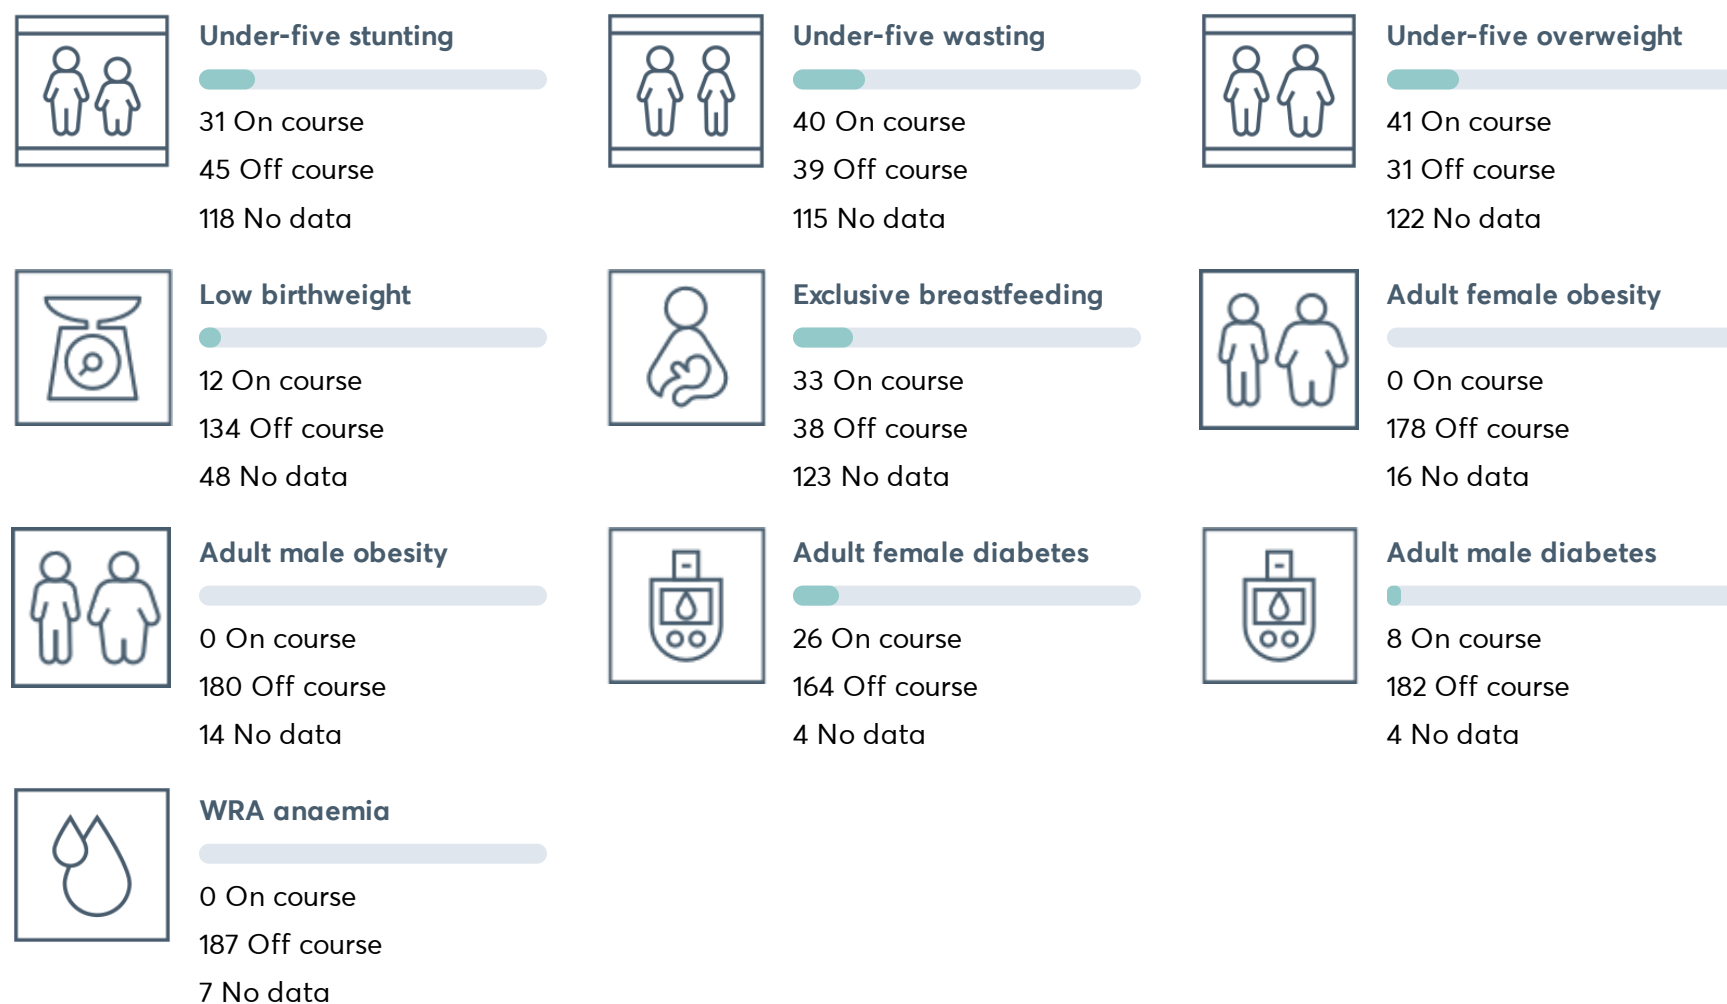 Under-five stunting
31 On course
45 Off course
118 No data
Under-five wasting
40 On course
39 Off course
115 No data
Under-five overweight
41 On course
31 Off course
122 No data
Low birthweight
12 On course
134 Off course
48 No data
Exclusive breastfeeding
33 On course
38 Off course
123 No data
Adult female obesity
0 On course
178 Off course
16 No data
Adult male obesity
0 On course
180 Off course
14 No data
Adult female diabetes
26 On course
164 Off course
4 No data
Adult male diabetes
8 On course
182 Off course
4 No data
WRA anaemia
0 On course
187 Off course
7 No data